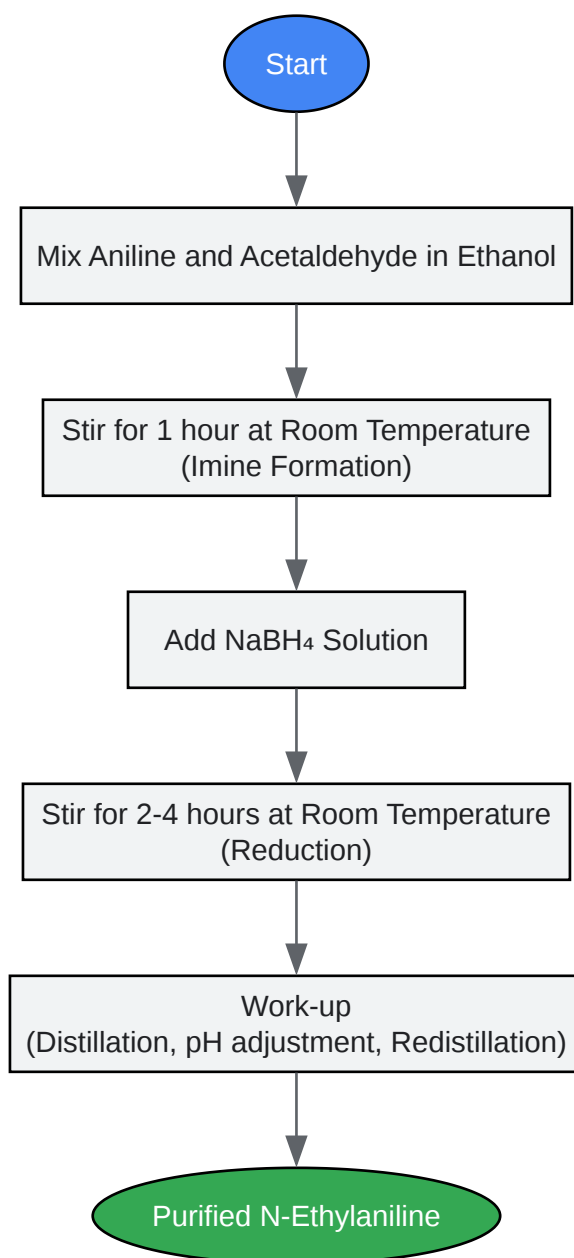 Start
Mix Aniline and Acetaldehyde in Ethanol
Stir for 1 hour at Room Temperature
(Imine Formation)
Add NaBH₄ Solution
Stir for 2-4 hours at Room Temperature
(Reduction)
Work-up
(Distillation, pH adjustment, Redistillation)
Purified N-Ethylaniline